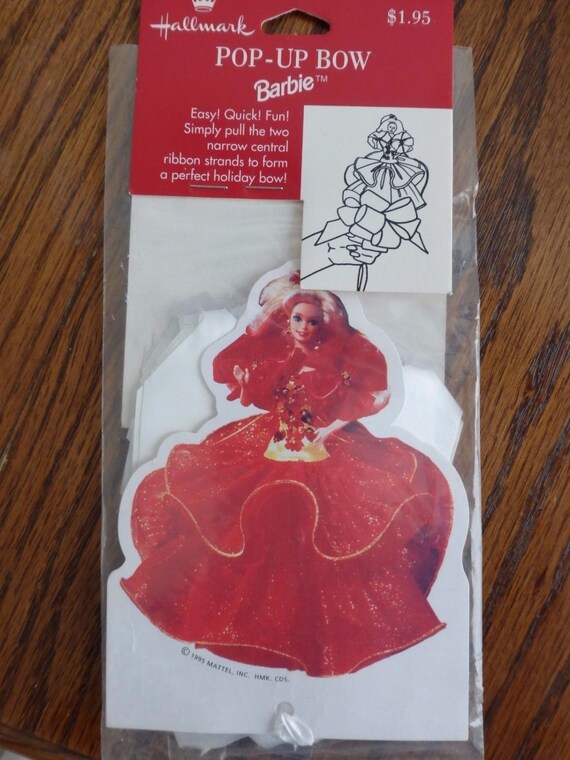 Hallmark
$1.95
POP-UP BOW
Barbie™
Easy! Quick! Fun!
Simply pull the two
narrow central
ribbon strands to form
a perfect holiday bow!
© 1995 MATTEL, INC. HMK. CDS.